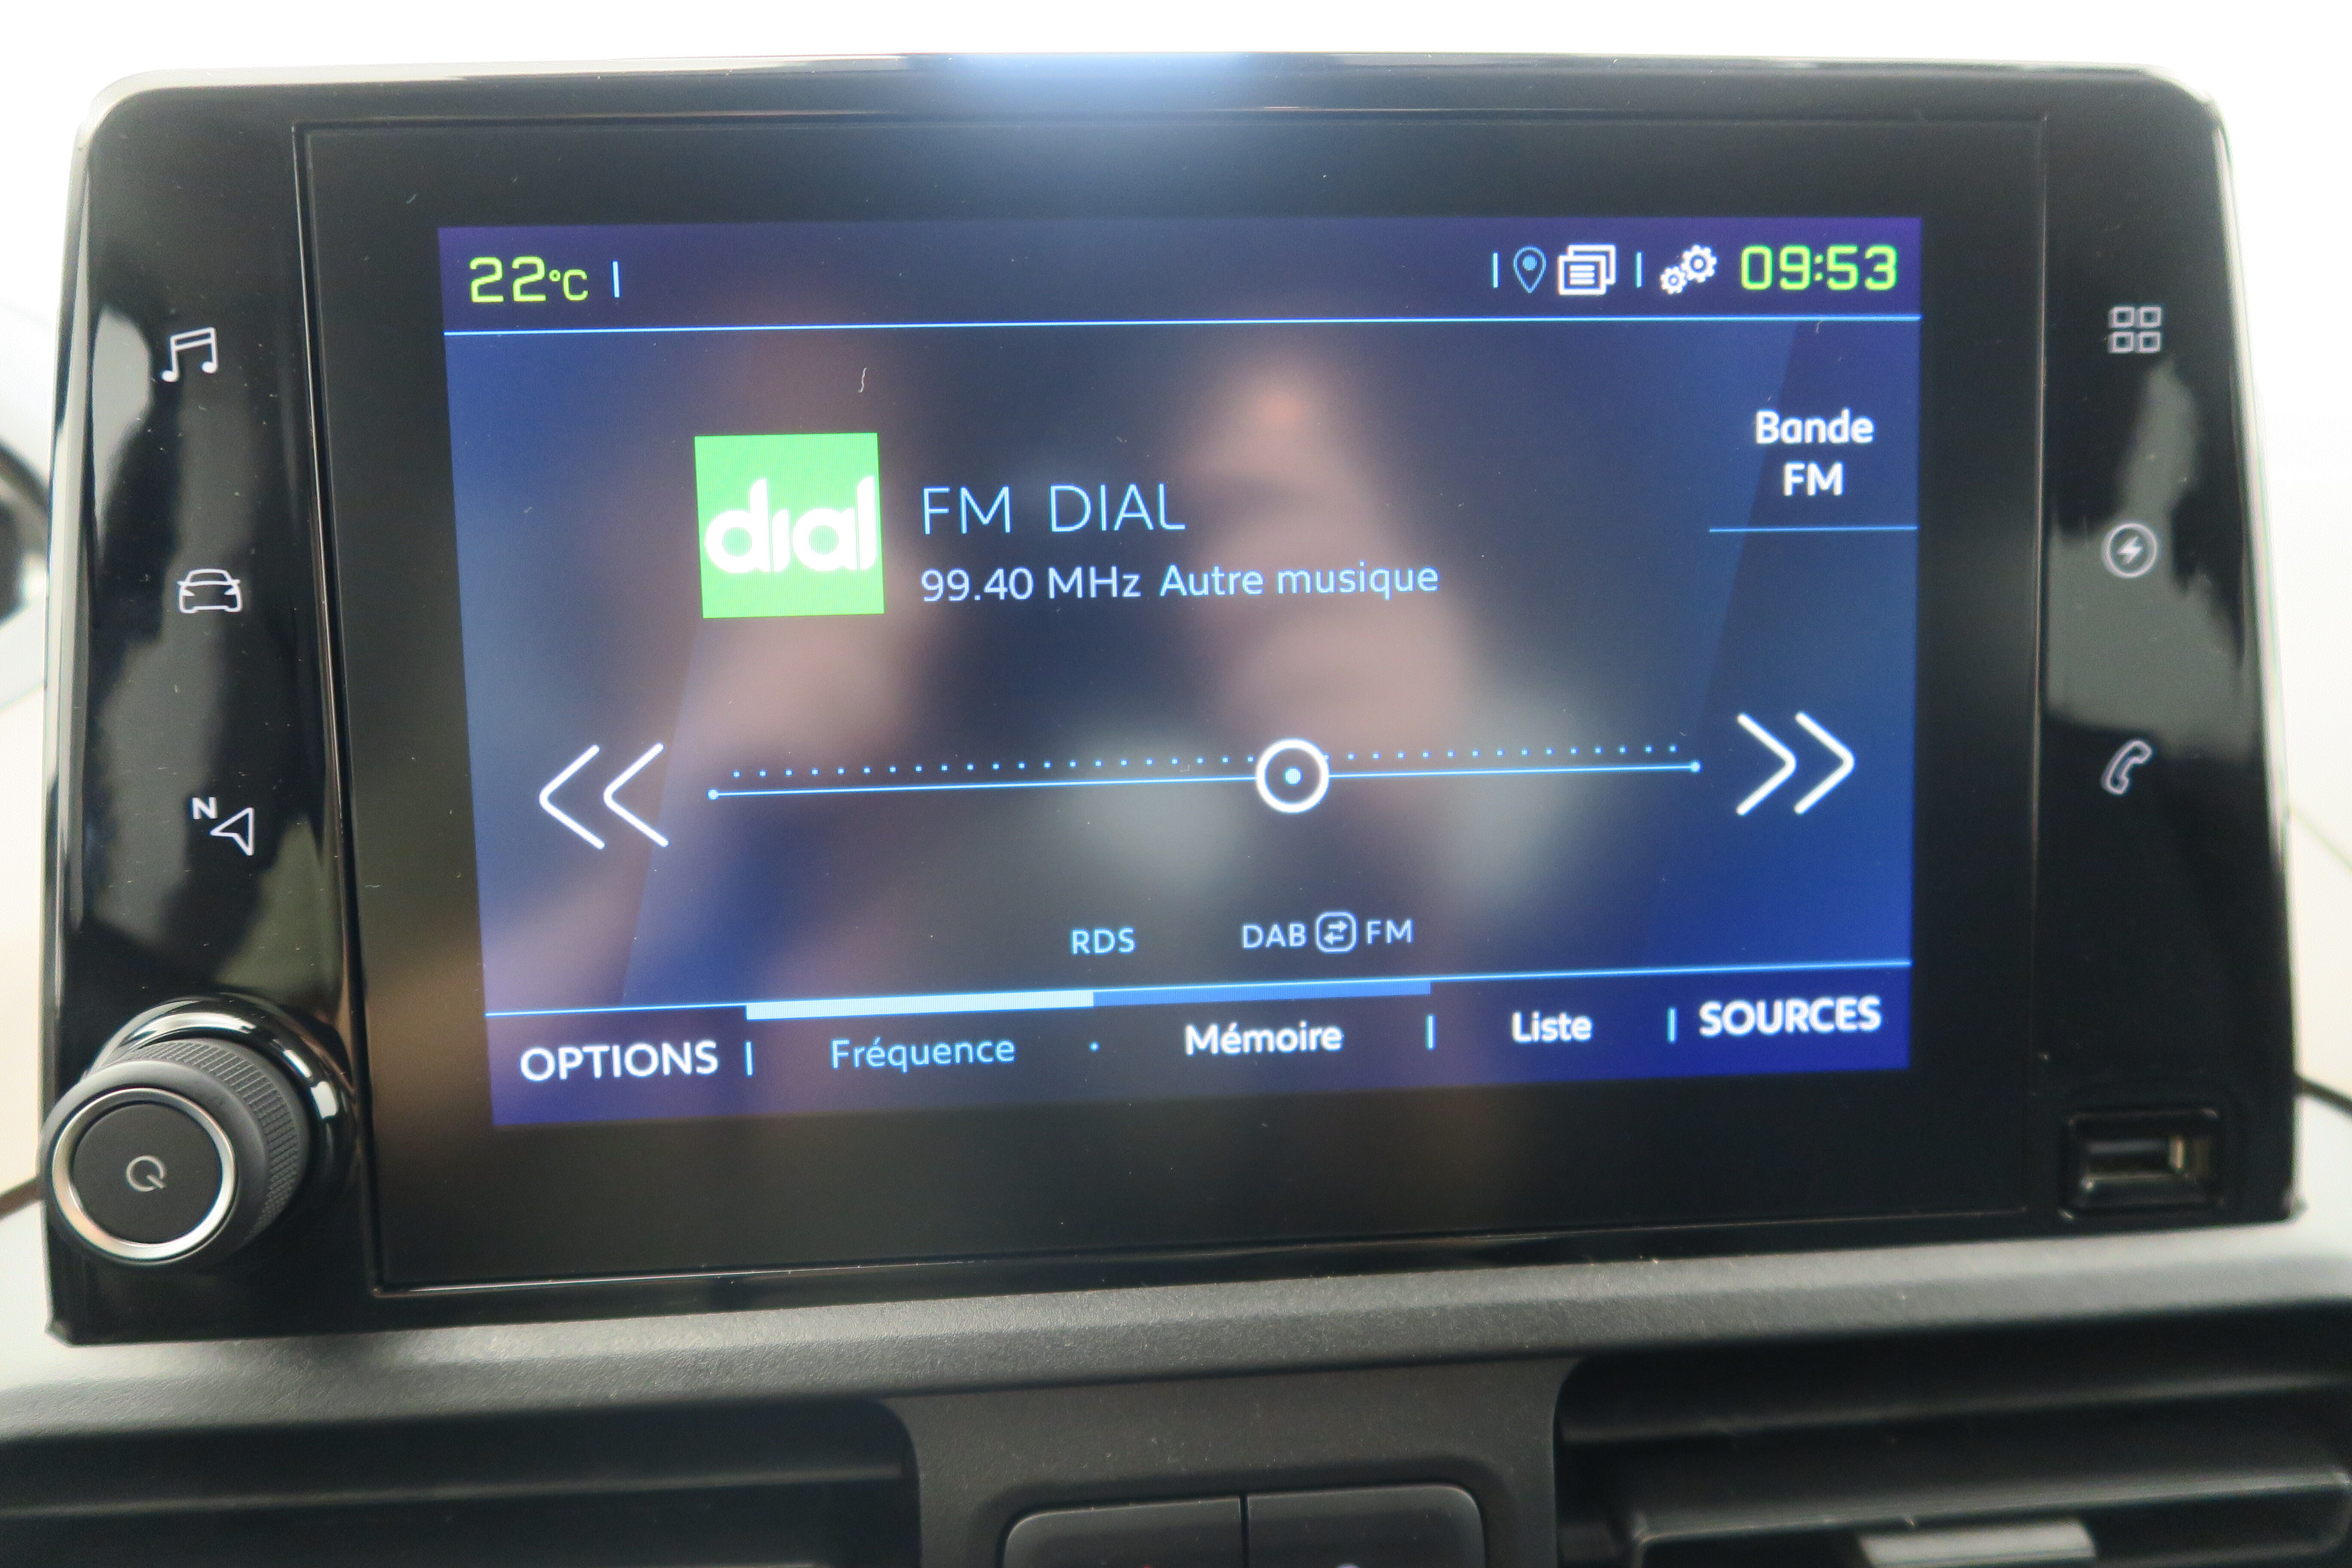 22°C
09:53
Bande
FM
dial
FM DIAL
99.40 MHz Autre musique
N
RDS
DAB FM
OPTIONS Fréquence Mémoire Liste SOURCES